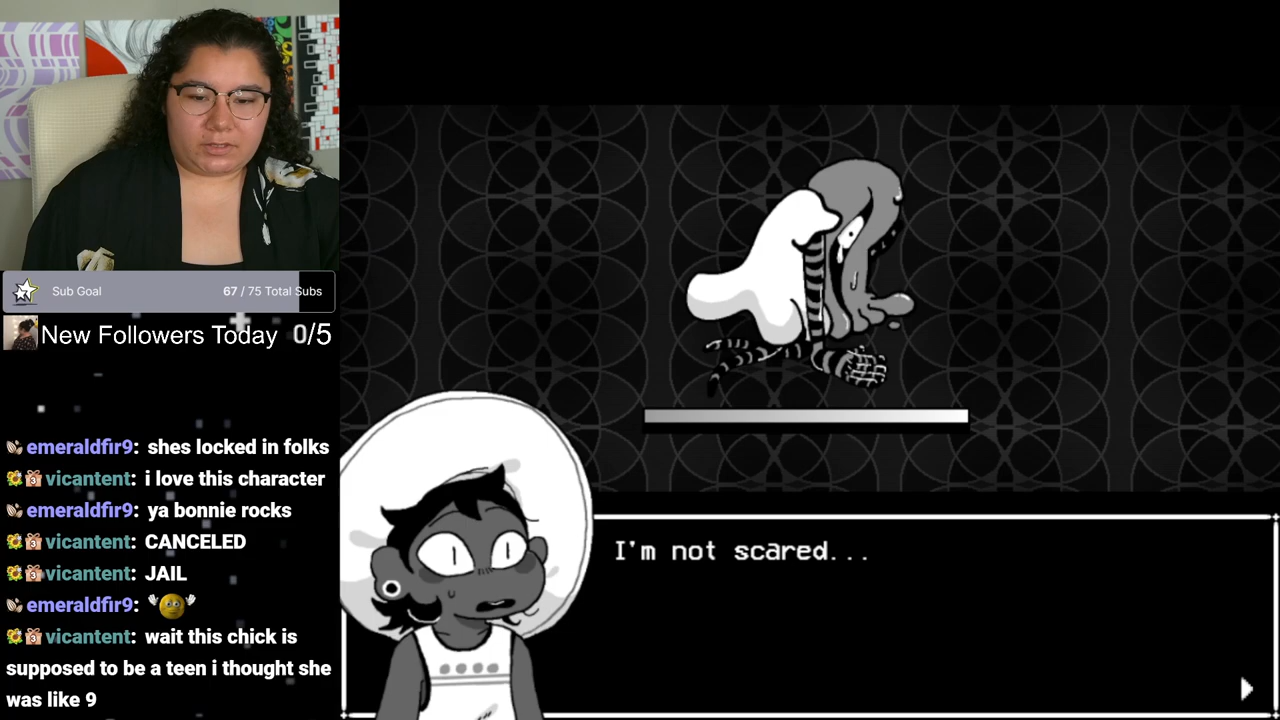 Sub Goal 67 / 75 Total Subs
New Followers Today 0/5
emeraldfir9: shes locked in folks
vicantent: i love this character
emeraldfir9: ya bonnie rocks
vicantent: CANCELED
vicantent: JAIL
emeraldfir9:
vicantent: wait this chick is
supposed to be a teen i thought she
was like 9
I'm not scared...